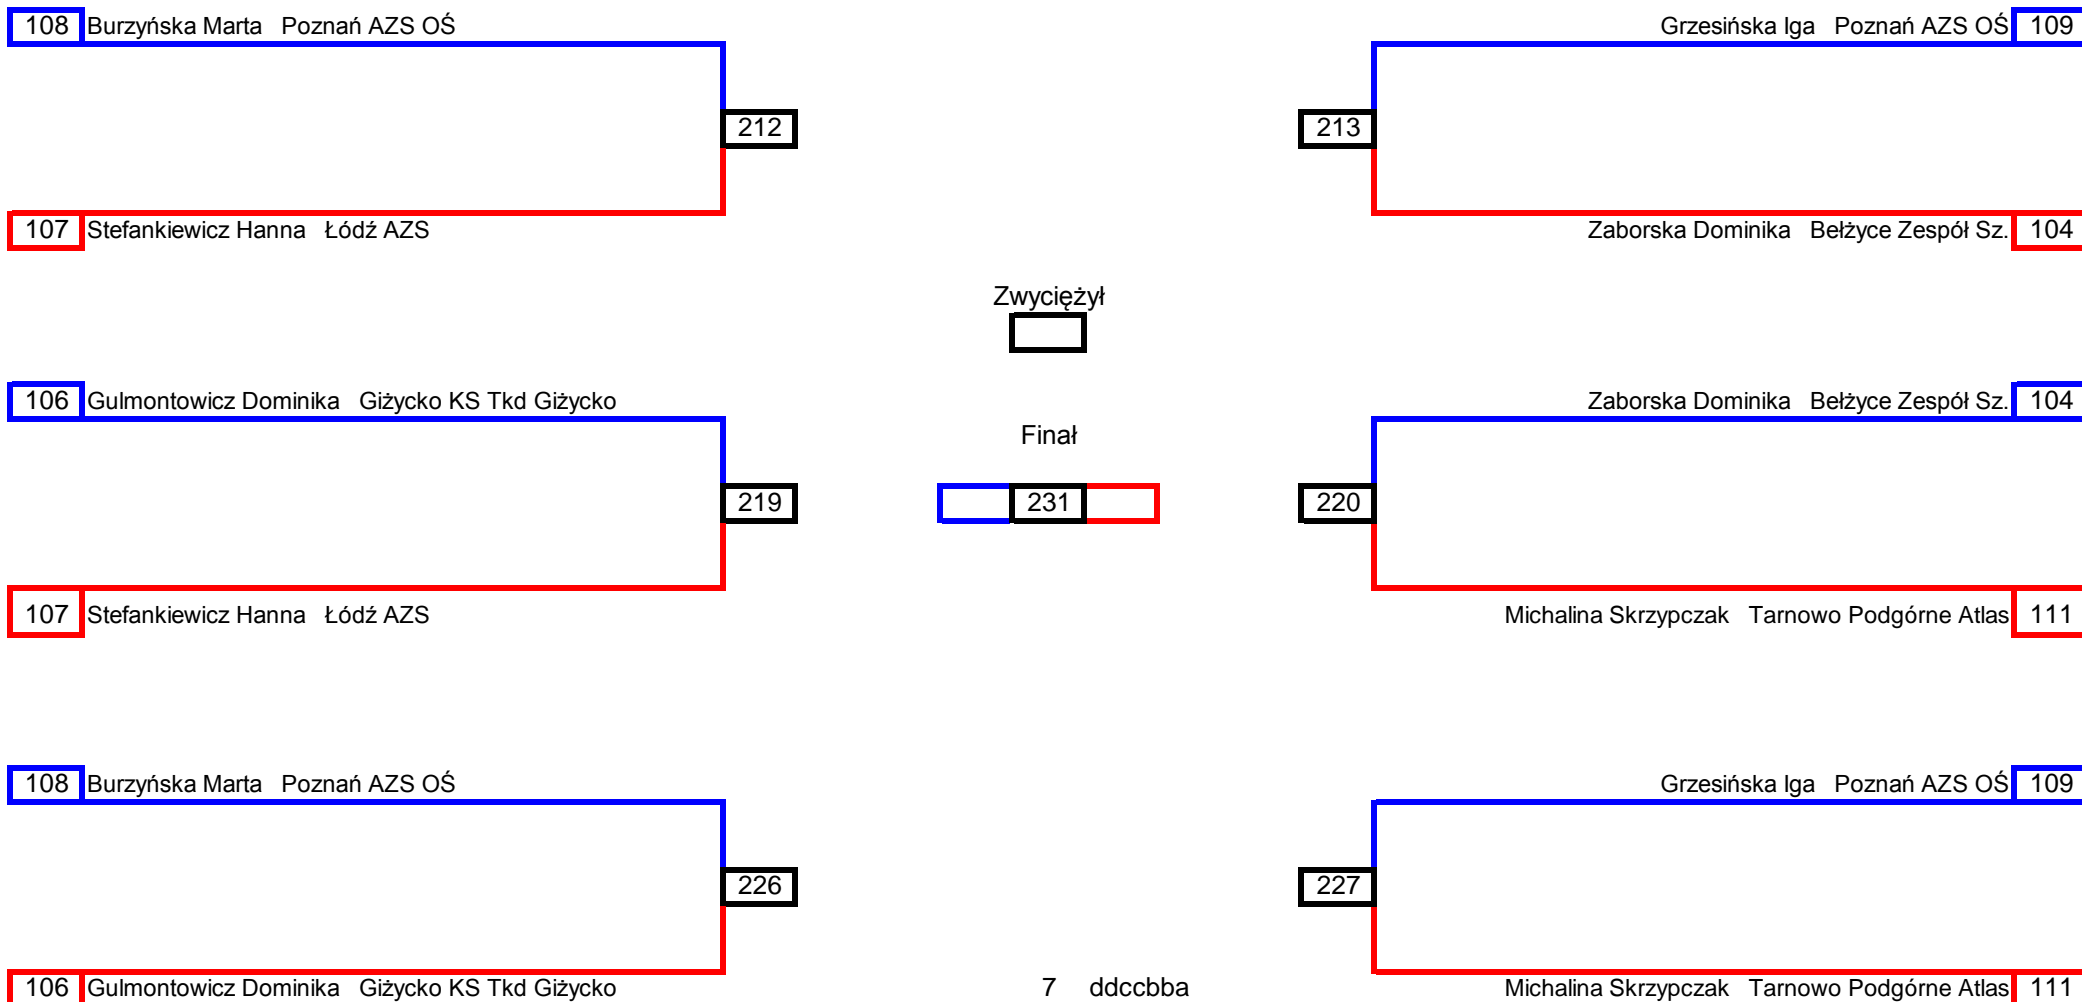 108 Burzyńska Marta Poznań AZS OŚ Grzesińska Iga Poznań AZS OŚ 109
212 213
107 Stefankiewicz Hanna Łódź AZS Zaborska Dominika Bełżyce Zespół Sz. 104
Zwyciężył
106 Gulmontowicz Dominika Giżycko KS Tkd Giżycko Zaborska Dominika Bełżyce Zespół Sz. 104
Finał
219 231 220
107 Stefankiewicz Hanna Łódź AZS Michalina Skrzypczak Tarnowo Podgórne Atlas 111
108 Burzyńska Marta Poznań AZS OŚ Grzesińska Iga Poznań AZS OŚ 109
226 227
106 Gulmontowicz Dominika Giżycko KS Tkd Giżycko 7 ddccbba Michalina Skrzypczak Tarnowo Podgórne Atlas 111